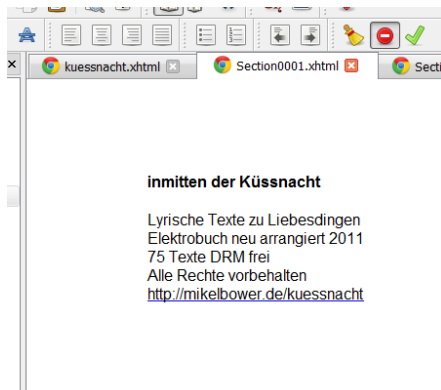 kuessnacht.xhtml
Section0001.xhtml
Secti
inmitten der Küssnacht
Lyrische Texte zu Liebesdingen
Elektrobuch neu arrangiert 2011
75 Texte DRM frei
Alle Rechte vorbehalten
http://mikelbower.de/kuessnacht